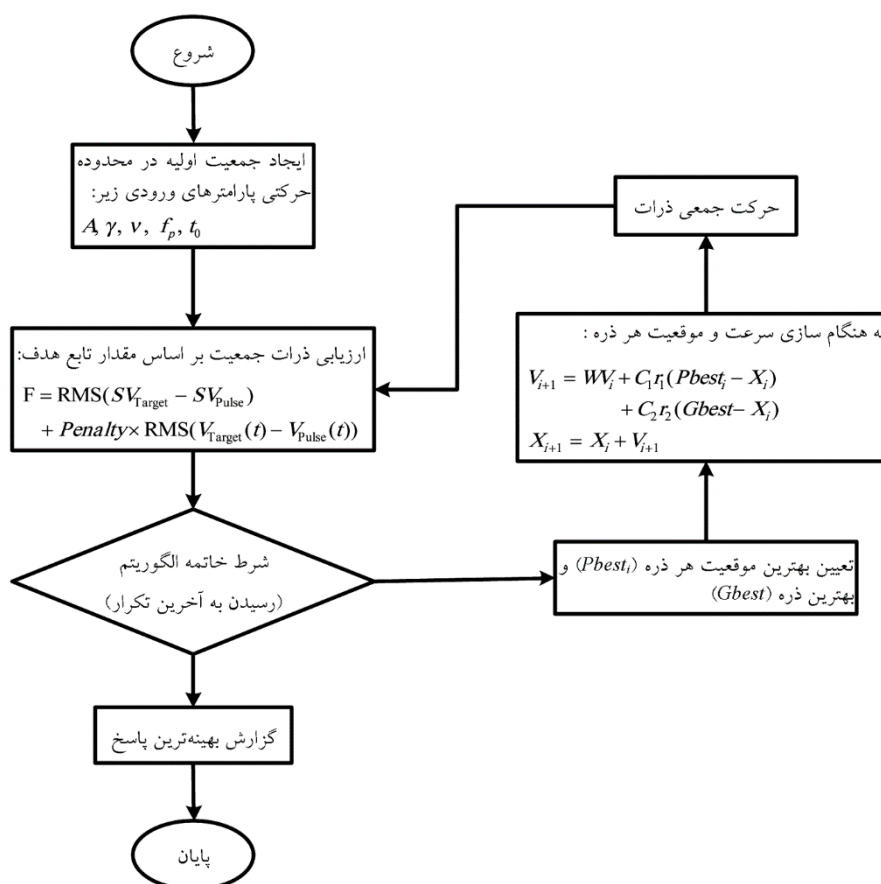 شروع
ایجاد جمعیت اولیه در محدوده
حرکتی پارامترهای ورودی زیر:
A, γ, ν, f_p, t_0
ارزیابی ذرات جمعیت بر اساس مقدار تابع هدف:
F = RMS(SV_Target − SV_Pulse)
+ Penalty × RMS(V_Target(t) − V_Pulse(t))
شرط خاتمه الگوریتم
(رسیدن به آخرین تکرار)
گزارش بهینه‌ترین پاسخ
پایان
تعیین بهترین موقعیت هر ذره (Pbest_i) و
بهترین ذره (Gbest)
ه هنگام سازی سرعت و موقعیت هر ذره :
V_{i+1} = WV_i + C_1r_1(Pbest_i − X_i)
+ C_2r_2(Gbest − X_i)
X_{i+1} = X_i + V_{i+1}
حرکت جمعی ذرات